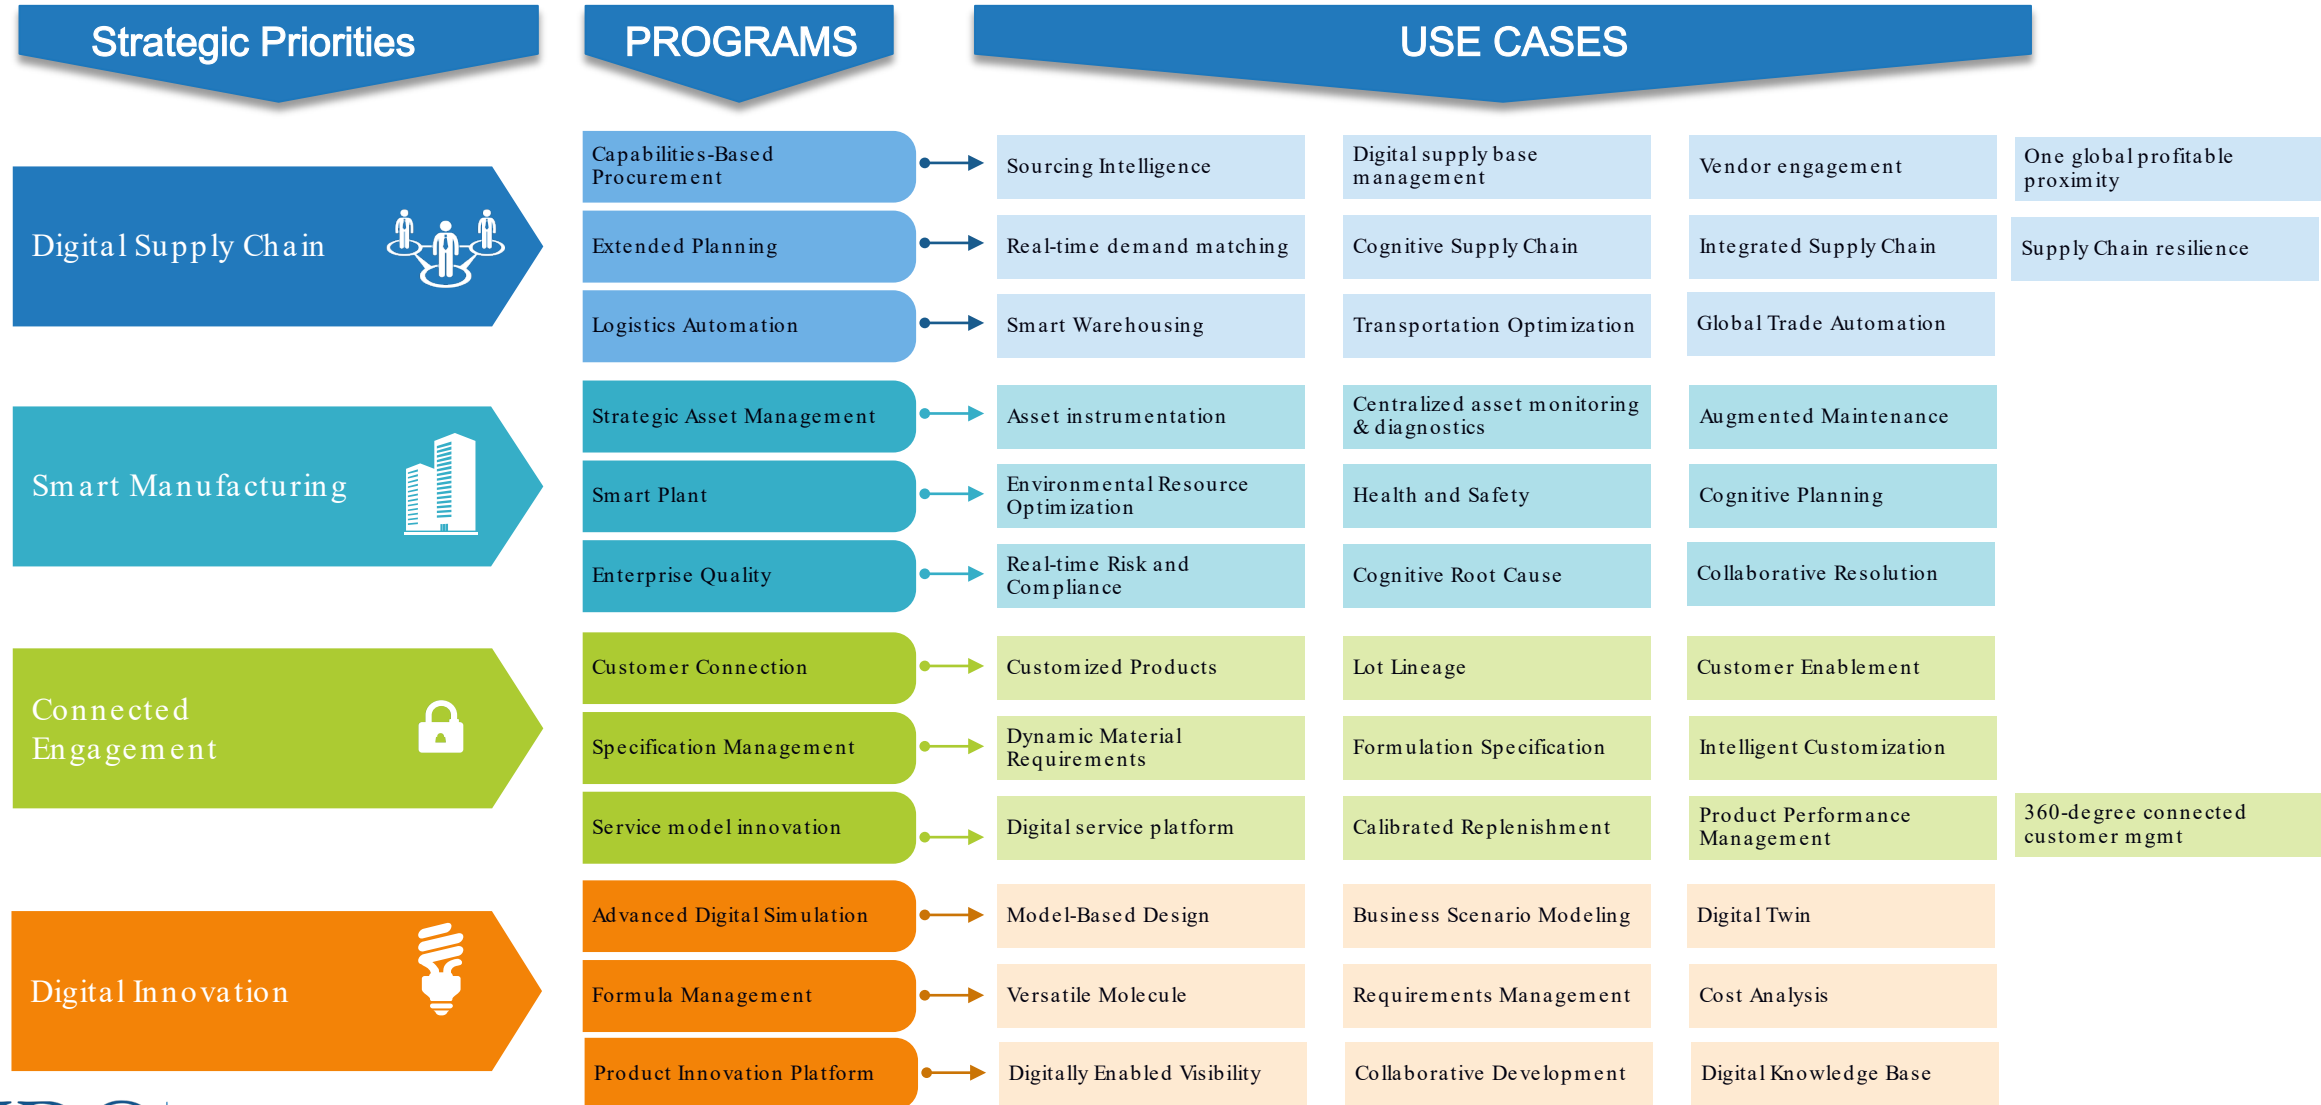 Strategic Priorities
PROGRAMS
USE CASES
Digital Supply Chain
Capabilities-Based
Procurement
Sourcing Intelligence
Digital supply base
management
Vendor engagement
One global profitable
proximity
Extended Planning
Real-time demand matching
Cognitive Supply Chain
Integrated Supply Chain
Supply Chain resilience
Logistics Automation
Smart Warehousing
Transportation Optimization
Global Trade Automation
Smart Manufacturing
Strategic Asset Management
Asset instrumentation
Centralized asset monitoring
& diagnostics
Augmented Maintenance
Smart Plant
Environmental Resource
Optimization
Health and Safety
Cognitive Planning
Enterprise Quality
Real-time Risk and
Compliance
Cognitive Root Cause
Collaborative Resolution
Connected
Engagement
Customer Connection
Customized Products
Lot Lineage
Customer Enablement
Specification Management
Dynamic Material
Requirements
Formulation Specification
Intelligent Customization
Service model innovation
Digital service platform
Calibrated Replenishment
Product Performance
Management
360-degree connected
customer mgmt
Digital Innovation
Advanced Digital Simulation
Model-Based Design
Business Scenario Modeling
Digital Twin
Formula Management
Versatile Molecule
Requirements Management
Cost Analysis
Product Innovation Platform
Digitally Enabled Visibility
Collaborative Development
Digital Knowledge Base